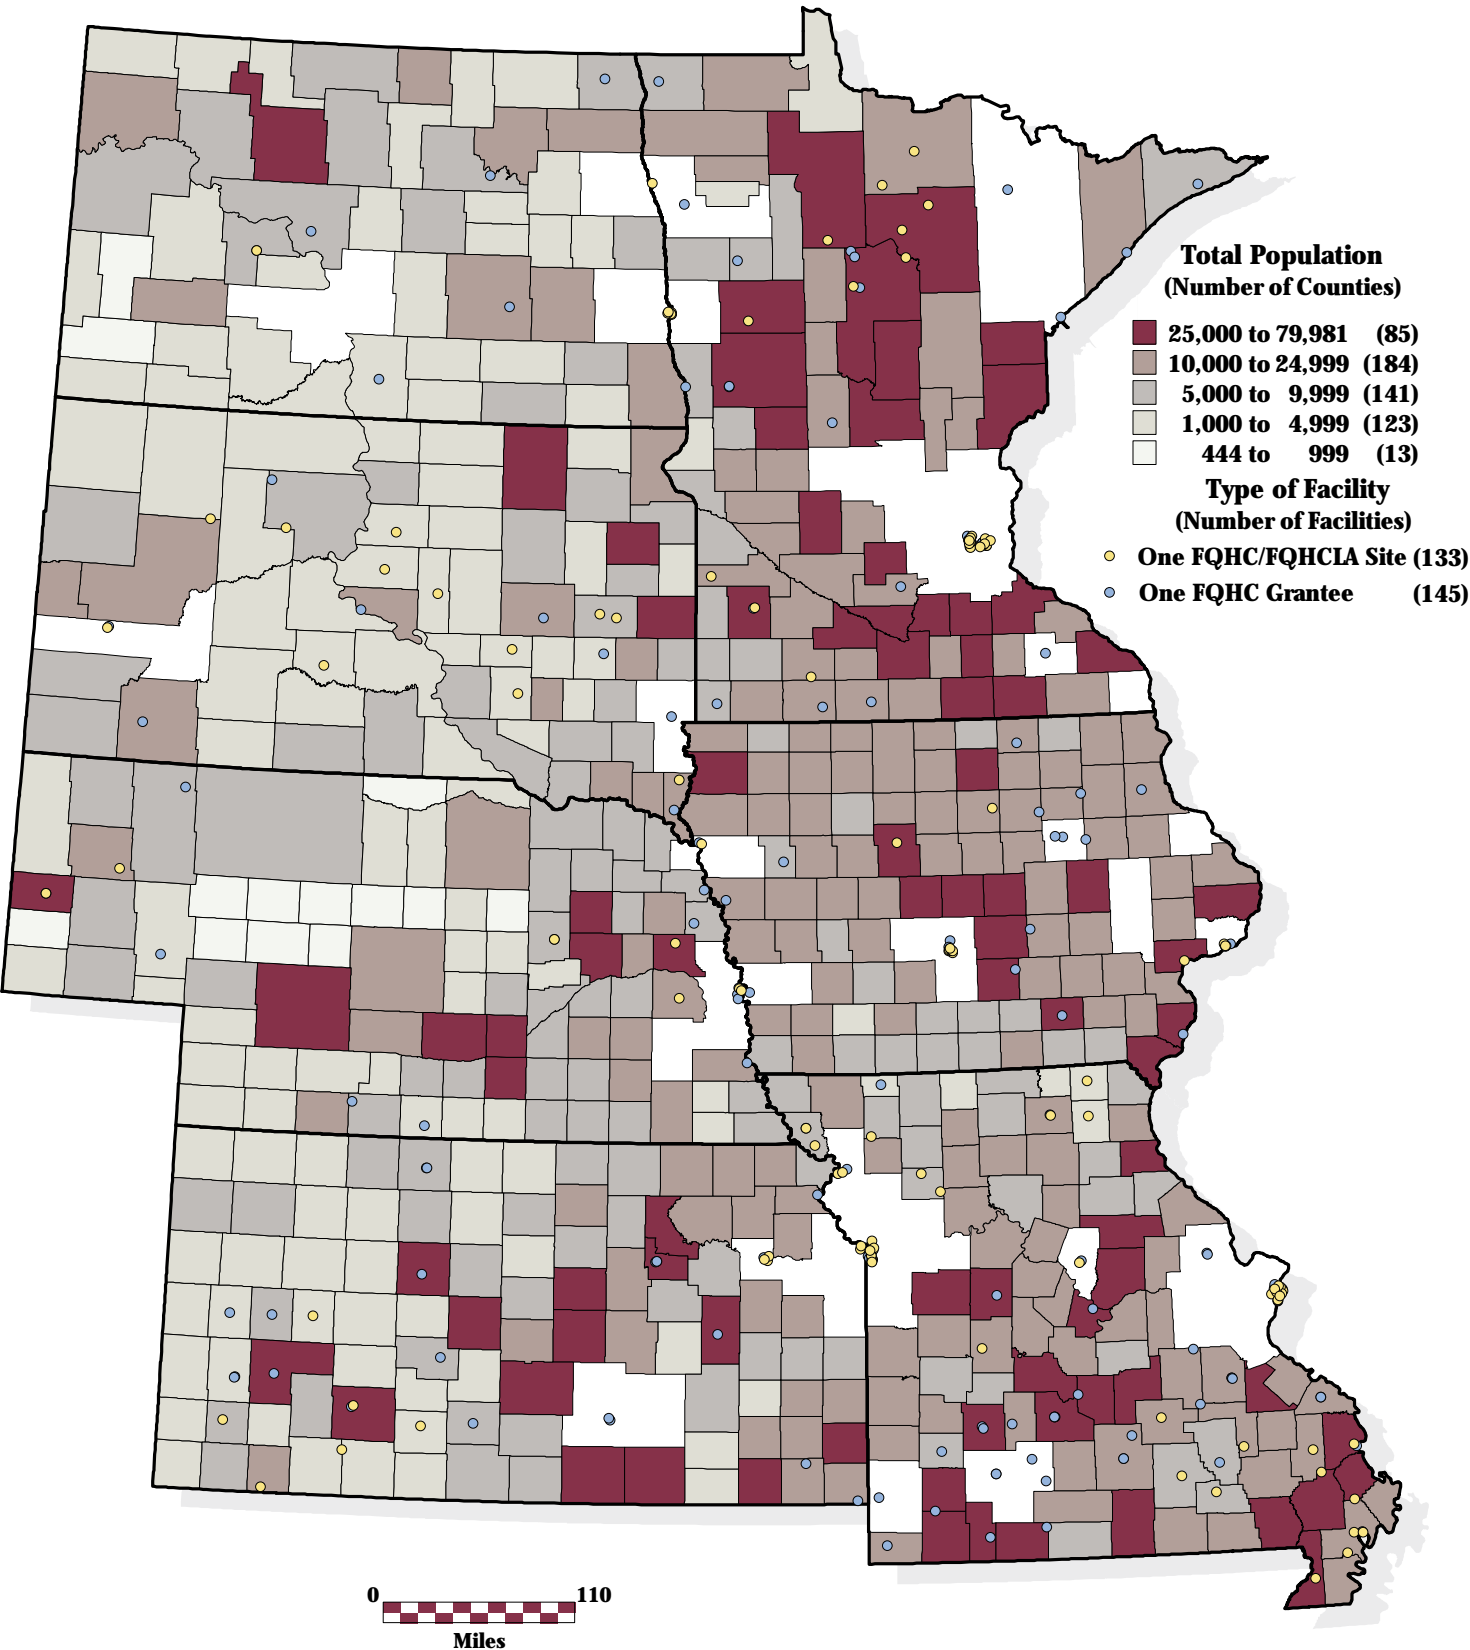 Total Population
(Number of Counties)
25,000 to 79,981 (85)
10,000 to 24,999 (184)
5,000 to 9,999 (141)
1,000 to 4,999 (123)
444 to 999 (13)
Type of Facility
(Number of Facilities)
One FQHC/FQHCLA Site (133)
One FQHC Grantee (145)
0 110
Miles